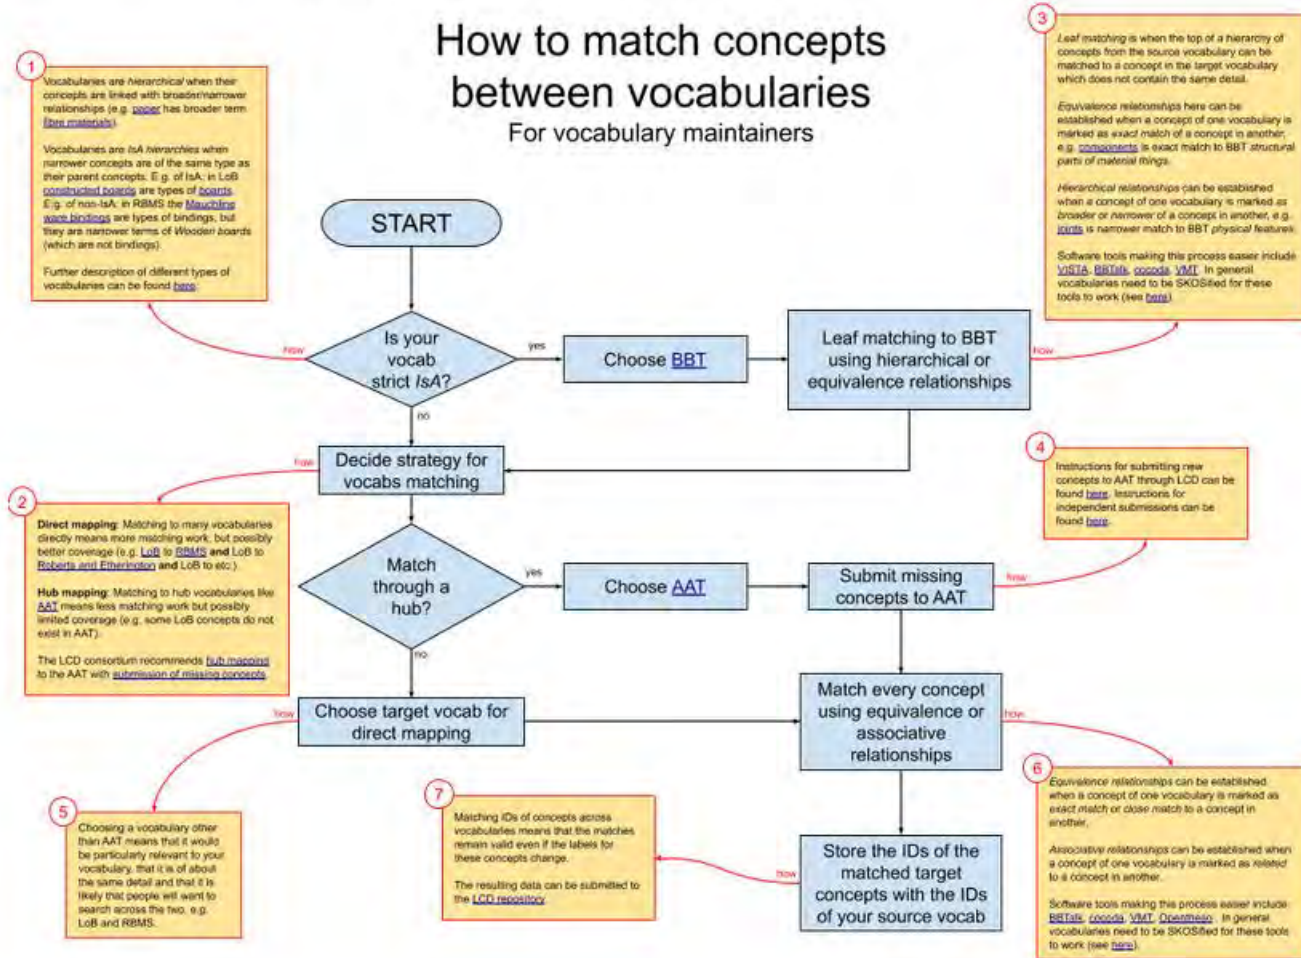 How to match concepts
between vocabularies
For vocabulary maintainers
1
Vocabularies are hierarchical when their
concepts are linked with broader/narrower
relationships (e.g. paper has broader term
fibre materials).
Vocabularies are IsA hierarchies when
narrower concepts are of the same type as
their parent concepts. E.g. of IsA: in LoB
constructed boards are types of boards.
E.g. of non-IsA: in RBMS the Mauchline
ware bindings are types of bindings, but
they are narrower terms of Wooden boards
(which are not bindings).
Further description of different types of
vocabularies can be found here.
START
Is your
vocab
strict IsA?
how
yes
no
Choose BBT
Leaf matching to BBT
using hierarchical or
equivalence relationships
how
3
Leaf matching is when the top of a hierarchy of
concepts from the source vocabulary can be
matched to a concept in the target vocabulary
which does not contain the same detail.
Equivalence relationships here can be
established when a concept of one vocabulary is
marked as exact match of a concept in another,
e.g. components is exact match to BBT structural
parts of material things.
Hierarchical relationships can be established
when a concept of one vocabulary is marked as
broader or narrower of a concept in another, e.g.
joints is narrower match to BBT physical features.
Software tools making this process easier include
VISTA, BBTalk, cocoda, VMT. In general
vocabularies need to be SKOSified for these
tools to work (see here).
Decide strategy for
vocabs matching
how
2
Direct mapping: Matching to many vocabularies
directly means more matching work, but possibly
better coverage (e.g. LoB to RBMS and LoB to
Roberts and Etherington and LoB to etc.)
Hub mapping: Matching to hub vocabularies like
AAT means less matching work but possibly
limited coverage (e.g. some LoB concepts do not
exist in AAT).
The LCD consortium recommends hub mapping
to the AAT with submission of missing concepts.
Match
through a
hub?
yes
no
Choose AAT
Submit missing
concepts to AAT
how
4
Instructions for submitting new
concepts to AAT through LCD can be
found here. Instructions for
independent submissions can be
found here.
Choose target vocab for
direct mapping
how
5
Choosing a vocabulary other
than AAT means that it would
be particularly relevant to your
vocabulary, that it is of about
the same detail and that it is
likely that people will want to
search across the two, e.g.
LoB and RBMS.
Match every concept
using equivalence or
associative
relationships
how
6
Equivalence relationships can be established
when a concept of one vocabulary is marked as
exact match or close match to a concept in
another.
Associative relationships can be established when
a concept of one vocabulary is marked as related
to a concept in another.
Software tools making this process easier include
BBTalk, cocoda, VMT, Opentheso. In general
vocabularies need to be SKOSified for these tools
to work (see here).
Store the IDs of the
matched target
concepts with the IDs
of your source vocab
how
7
Matching IDs of concepts across
vocabularies means that the matches
remain valid even if the labels for
these concepts change.
The resulting data can be submitted to
the LCD repository.